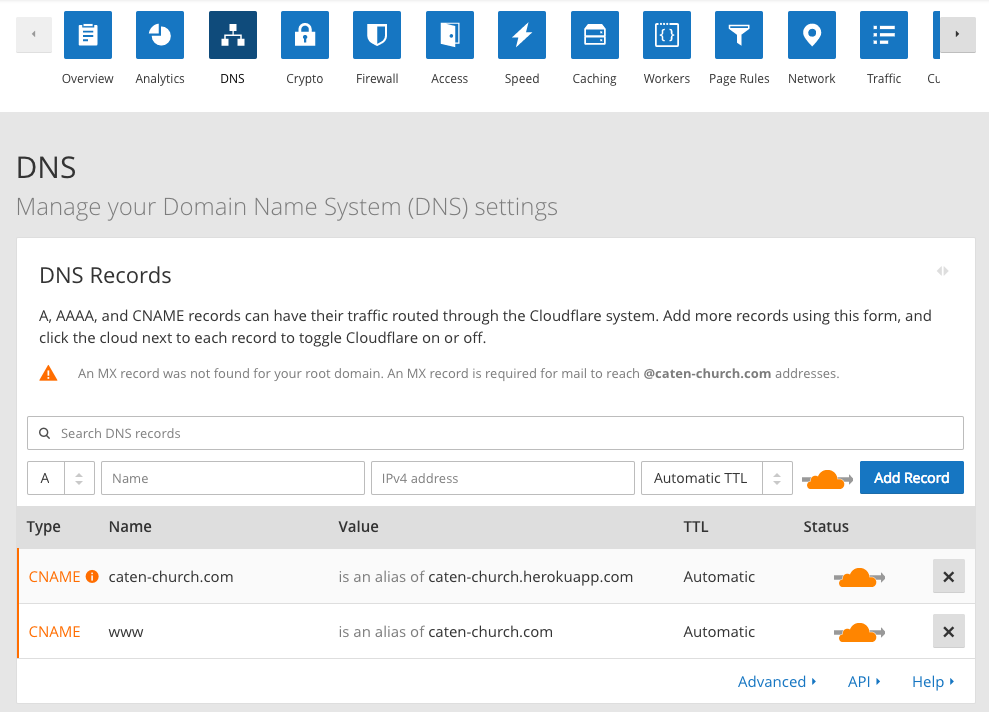 Overview Analytics DNS Crypto Firewall Access Speed Caching Workers Page Rules Network Traffic Cu
DNS
Manage your Domain Name System (DNS) settings
DNS Records
A, AAAA, and CNAME records can have their traffic routed through the Cloudflare system. Add more records using this form, and
click the cloud next to each record to toggle Cloudflare on or off.
An MX record was not found for your root domain. An MX record is required for mail to reach @caten-church.com addresses.
Search DNS records
A Name IPv4 address Automatic TTL Add Record
Type Name Value TTL Status
CNAME caten-church.com is an alias of caten-church.herokuapp.com Automatic
CNAME www is an alias of caten-church.com Automatic
Advanced API Help